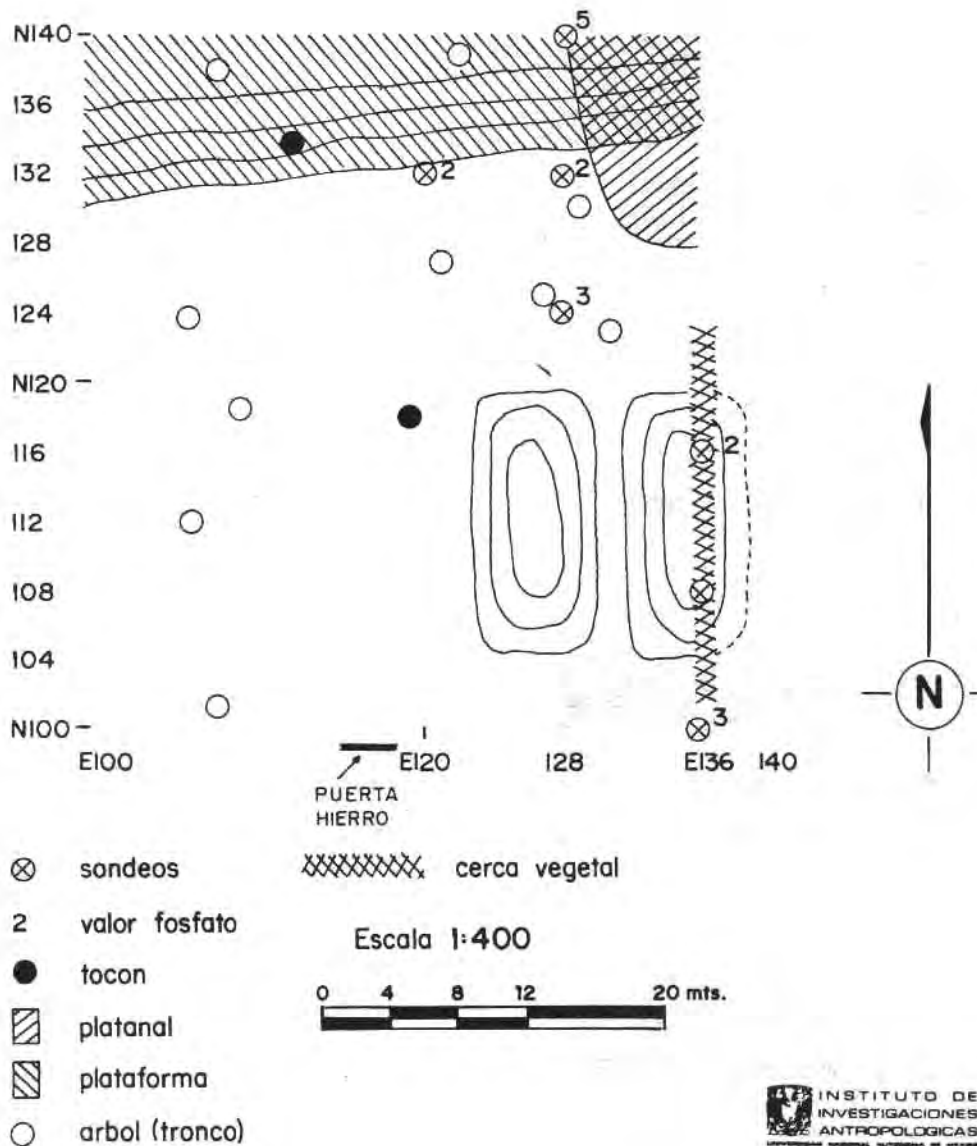 N140
5
136
132
2
2
128
124
3
N120
116
2
112
108
104
N100
3
E100
E120
128
E136
140
N
PUERTA
HIERRO
sondeos
cerca vegetal
2
valor fosfato
Escala 1:400
tocon
0 4 8 12 20 mts.
platanal
plataforma
arbol (tronco)
INSTITUTO DE
INVESTIGACIONES
ANTROPOLOGICAS